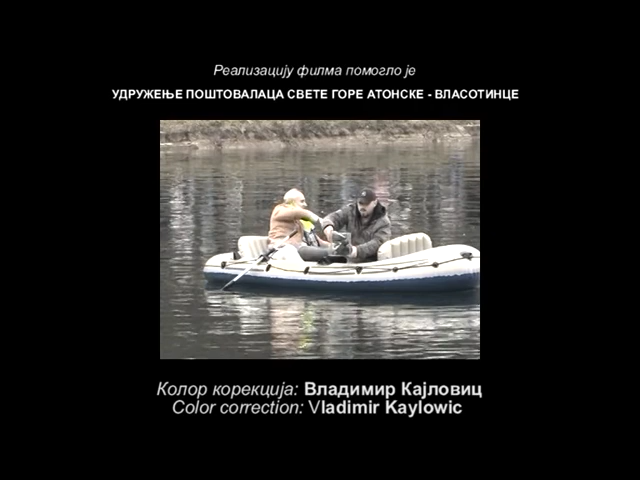 Реализацију филма помогло је
УДРУЖЕЊЕ ПОШТОВАЛАЦА СВЕТЕ ГОРЕ АТОНСКЕ - ВЛАСОТИНЦЕ
Колор корекција: Владимир Кајловиц
Color correction: Vladimir Kaylowic